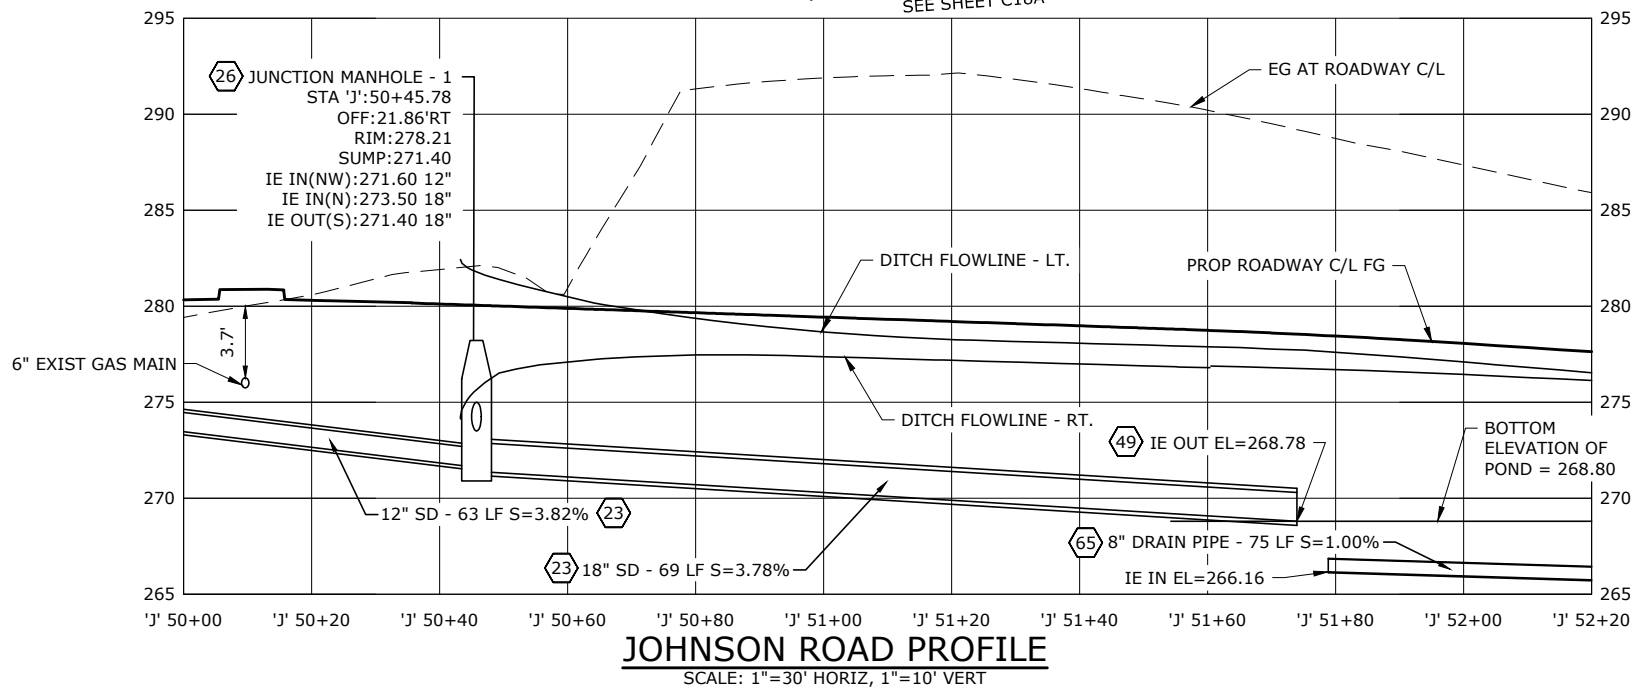 SEE SHEET C18A
295
295
26 JUNCTION MANHOLE - 1
STA 'J':50+45.78
OFF:21.86'RT
RIM:278.21
SUMP:271.40
IE IN(NW):271.60 12"
IE IN(N):273.50 18"
IE OUT(S):271.40 18"
EG AT ROADWAY C/L
290
290
285
285
DITCH FLOWLINE - LT.
PROP ROADWAY C/L FG
280
280
3.7'
6" EXIST GAS MAIN
275
275
DITCH FLOWLINE - RT.
49 IE OUT EL=268.78
BOTTOM
ELEVATION OF
POND = 268.80
270
270
12" SD - 63 LF S=3.82% 23
23 18" SD - 69 LF S=3.78%
65 8" DRAIN PIPE - 75 LF S=1.00%
IE IN EL=266.16
265
265
'J' 50+00 'J' 50+20 'J' 50+40 'J' 50+60 'J' 50+80 'J' 51+00 'J' 51+20 'J' 51+40 'J' 51+60 'J' 51+80 'J' 52+00 'J' 52+20
JOHNSON ROAD PROFILE
SCALE: 1"=30' HORIZ, 1"=10' VERT